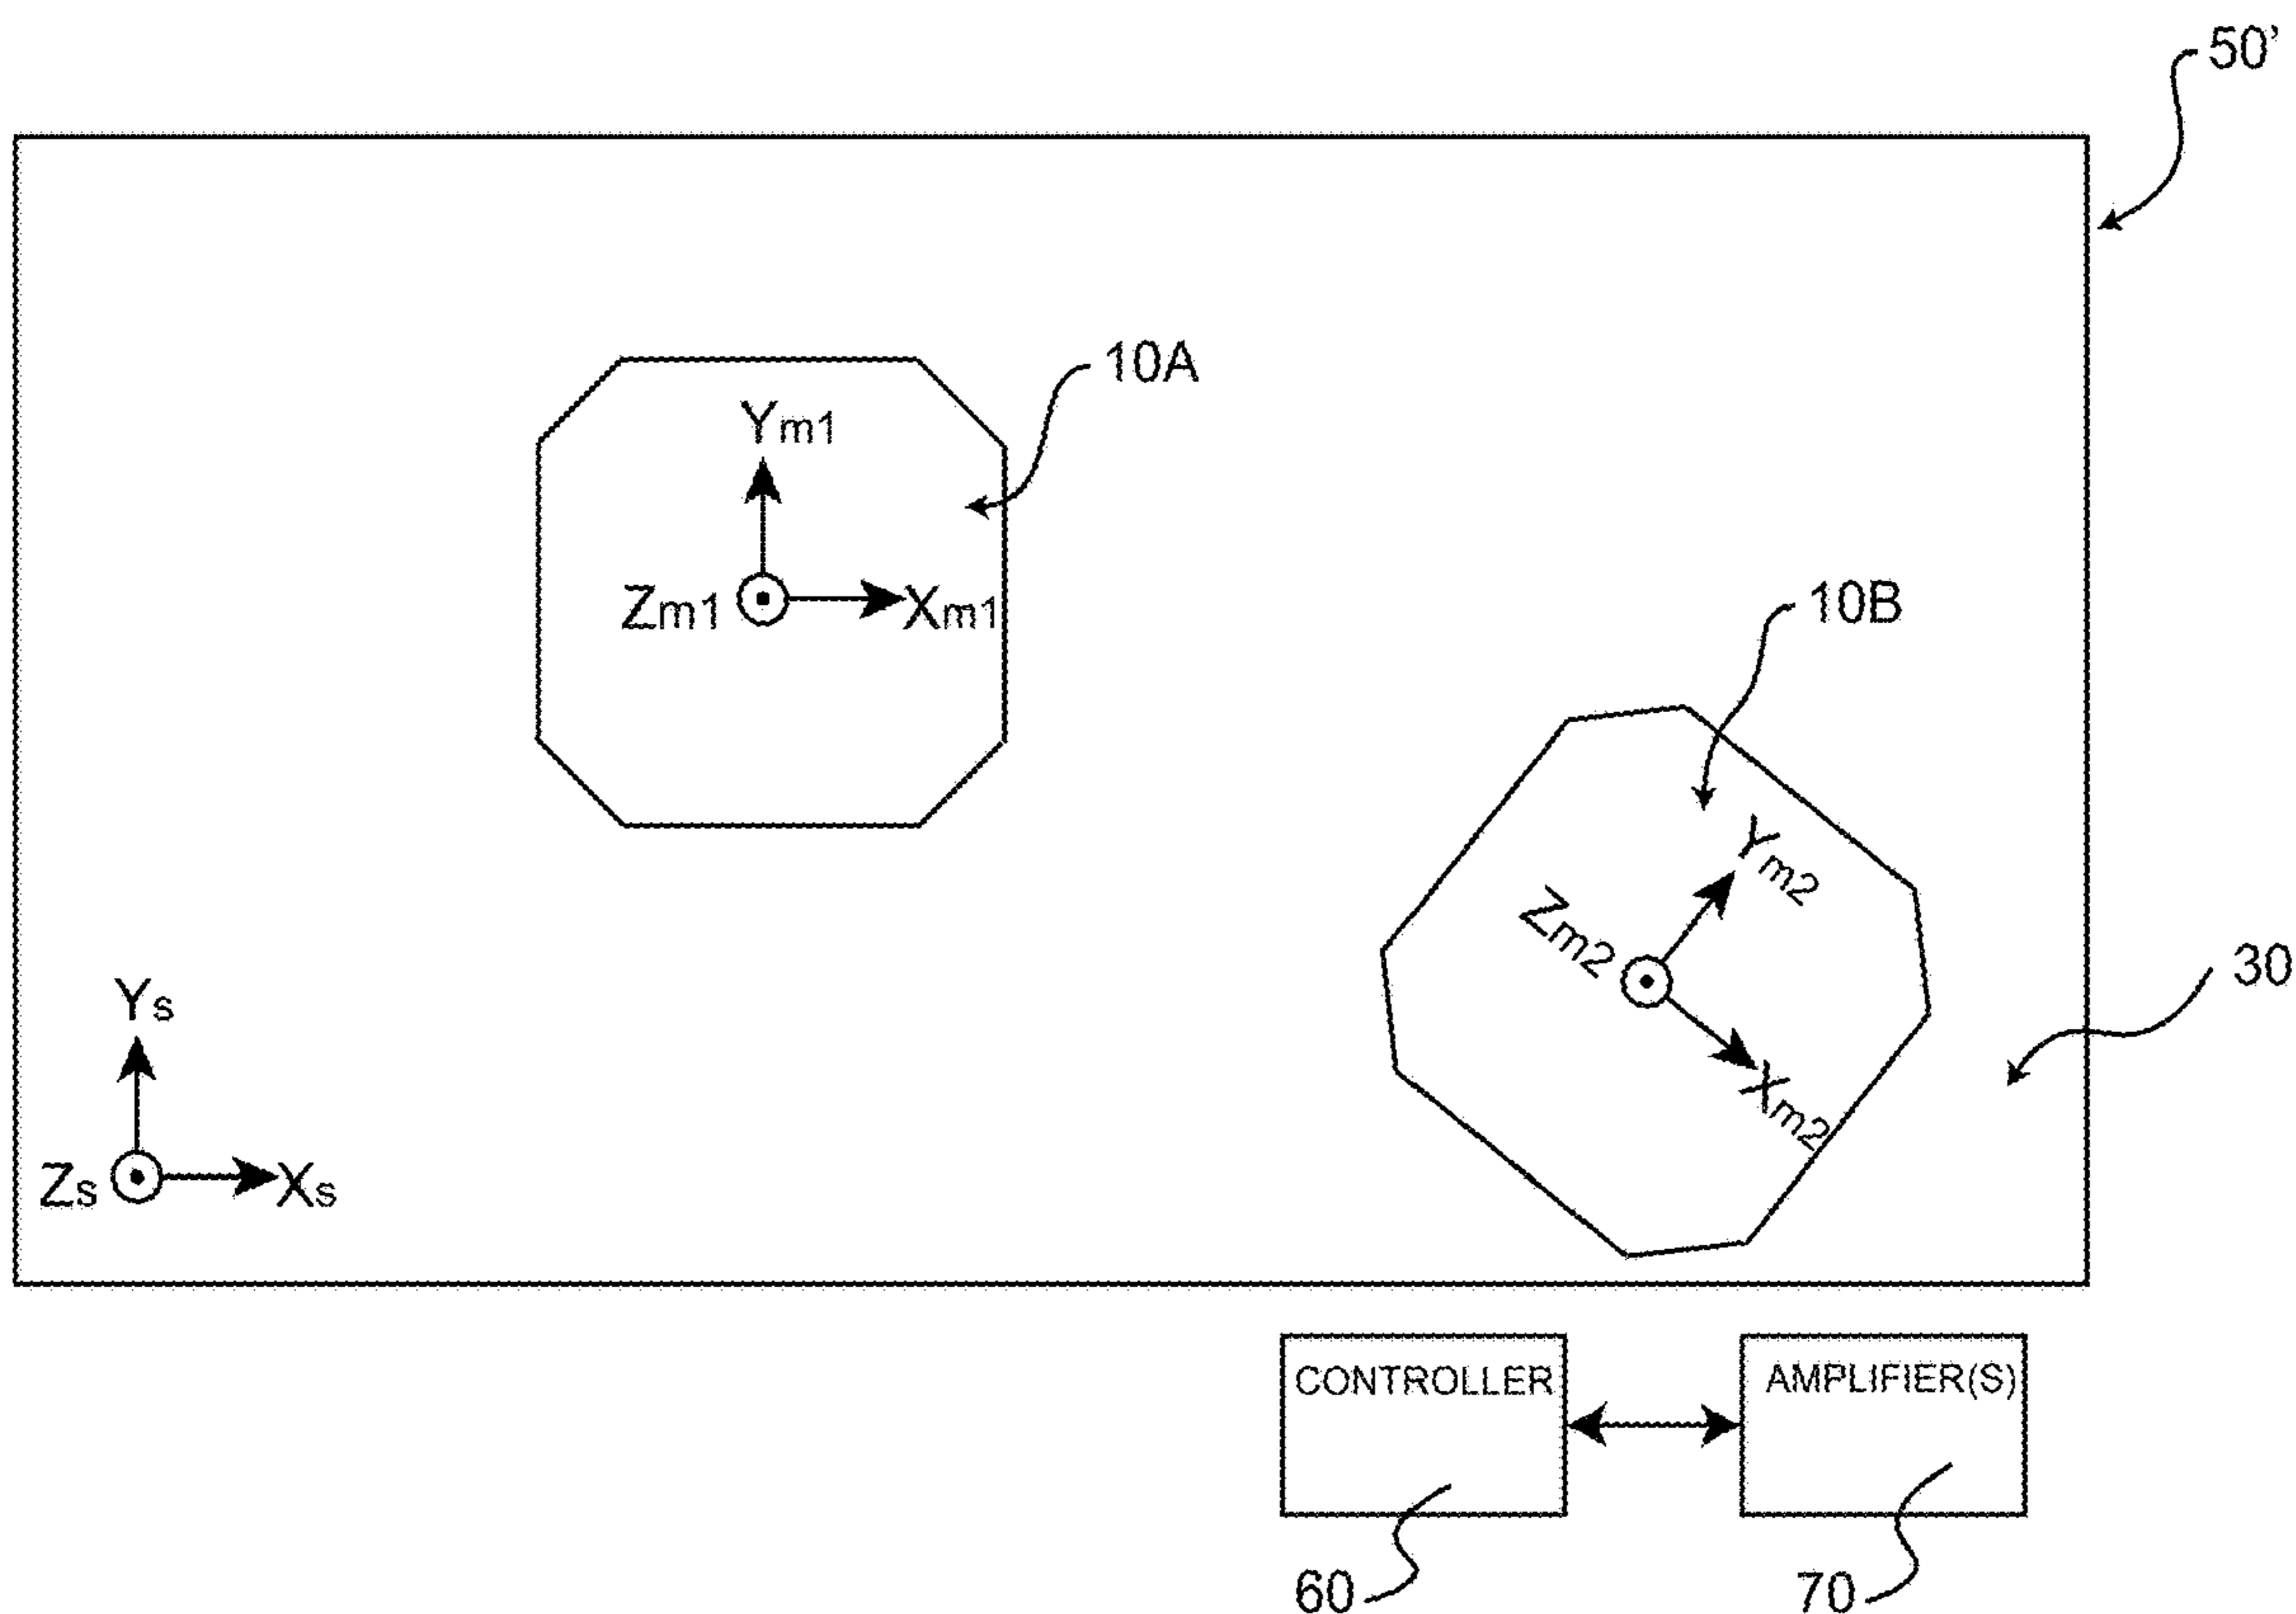 50'
10A
Ym1
Zm1
Xm1
10B
Ym2
Zm2
30
Ys
Xm2
Zs
Xs
CONTROLLER
AMPLIFIER(S)
60
70